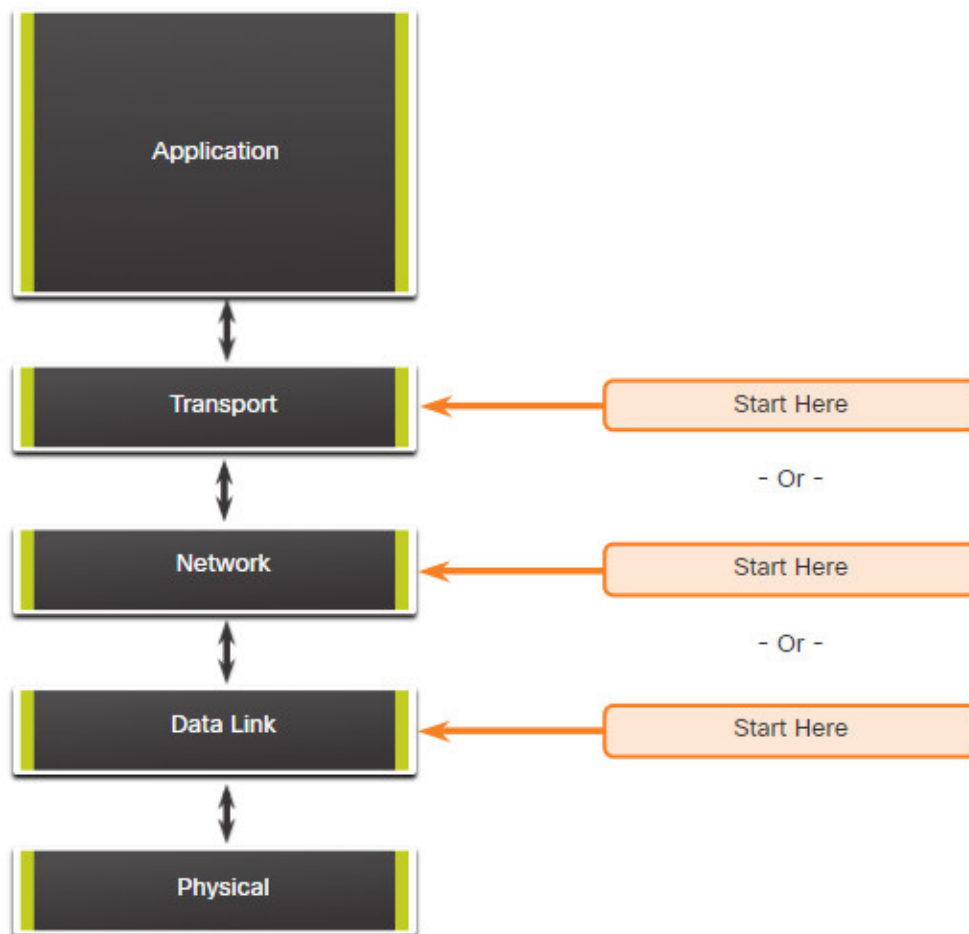 Application
Transport
Start Here
- Or -
Network
Start Here
- Or -
Data Link
Start Here
Physical